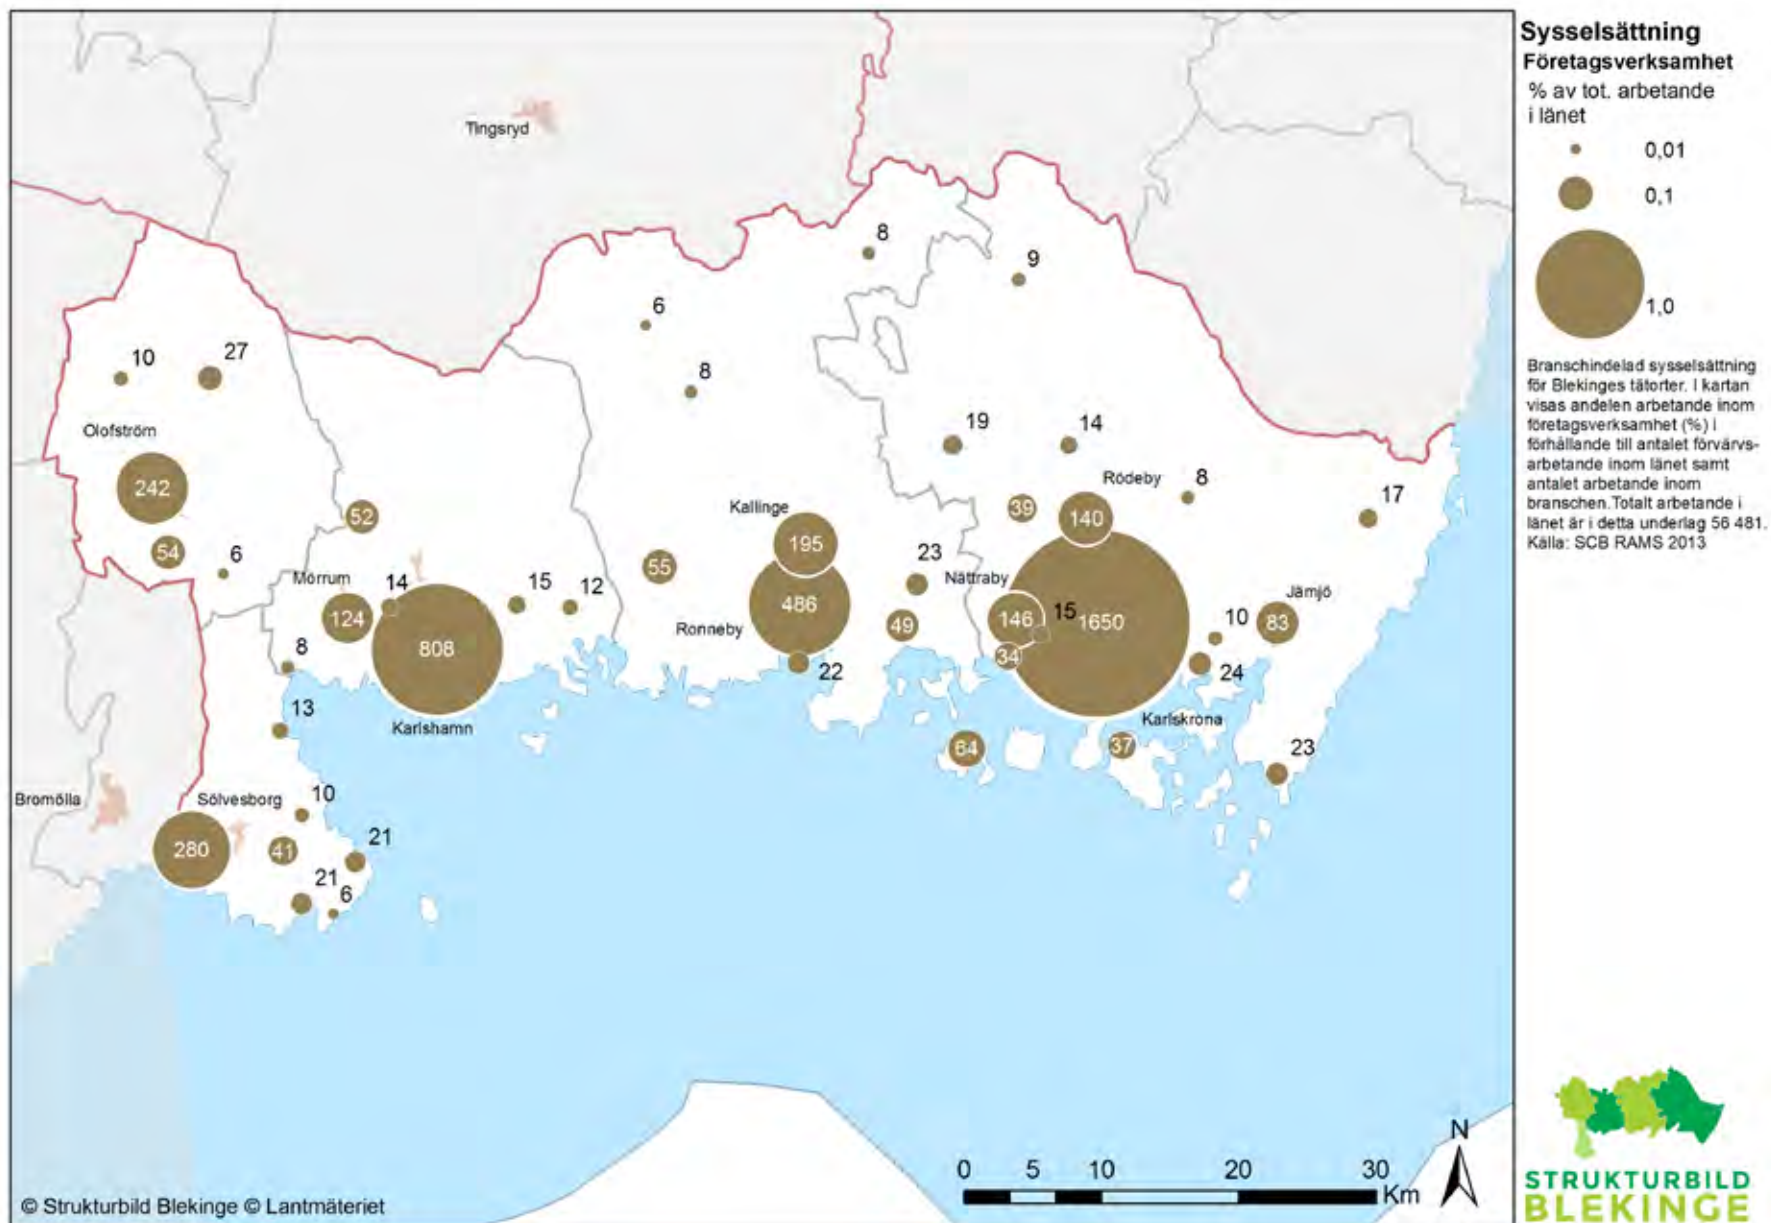 Sysselsättning
Företagsverksamhet
% av tot. arbetande
i länet
0,01
0,1
1,0
Branschindelad sysselsättning
för Blekinges tätorter. I kartan
visas andelen arbetande inom
företagsverksamhet (%) i
förhållande till antalet förvärvs-
arbetande inom länet samt
antalet arbetande inom
branschen. Totalt arbetande i
länet är i detta underlag 56 481.
Källa: SCB RAMS 2013
Tingsryd
8
9
6
10
27
8
Olofström
19
14
Rödeby
8
17
242
52
Kallinge
39
140
54
6
195
55
23
Nättraby
Mörrum
14
15
12
Jämjö
124
486
146
15
1650
10
83
Ronneby
49
808
8
34
22
24
13
Karlshamn
Karlskrona
64
37
23
Bromölla
Sölvesborg
10
280
41
21
21
6
N
0 5 10 20 30
Km
© Strukturbild Blekinge © Lantmäteriet
STRUKTURBILD
BLEKINGE